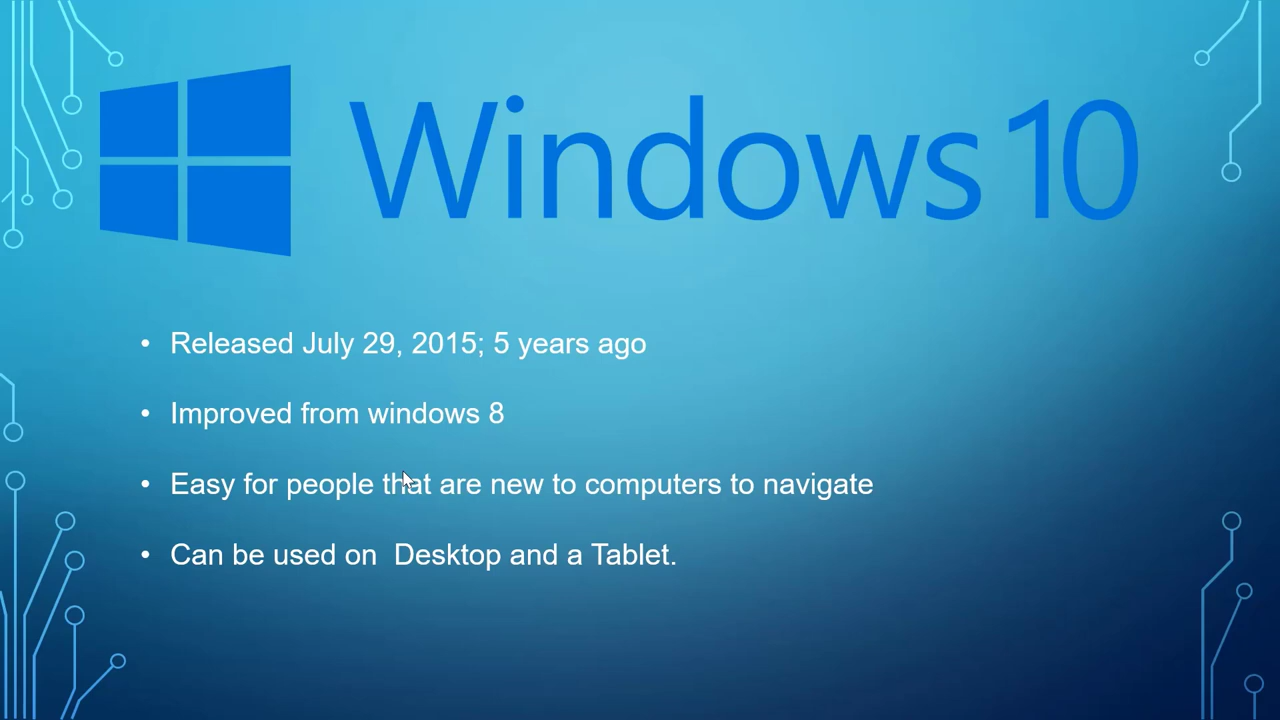 Windows 10
• Released July 29, 2015; 5 years ago
• Improved from windows 8
• Easy for people that are new to computers to navigate
• Can be used on  Desktop and a Tablet.